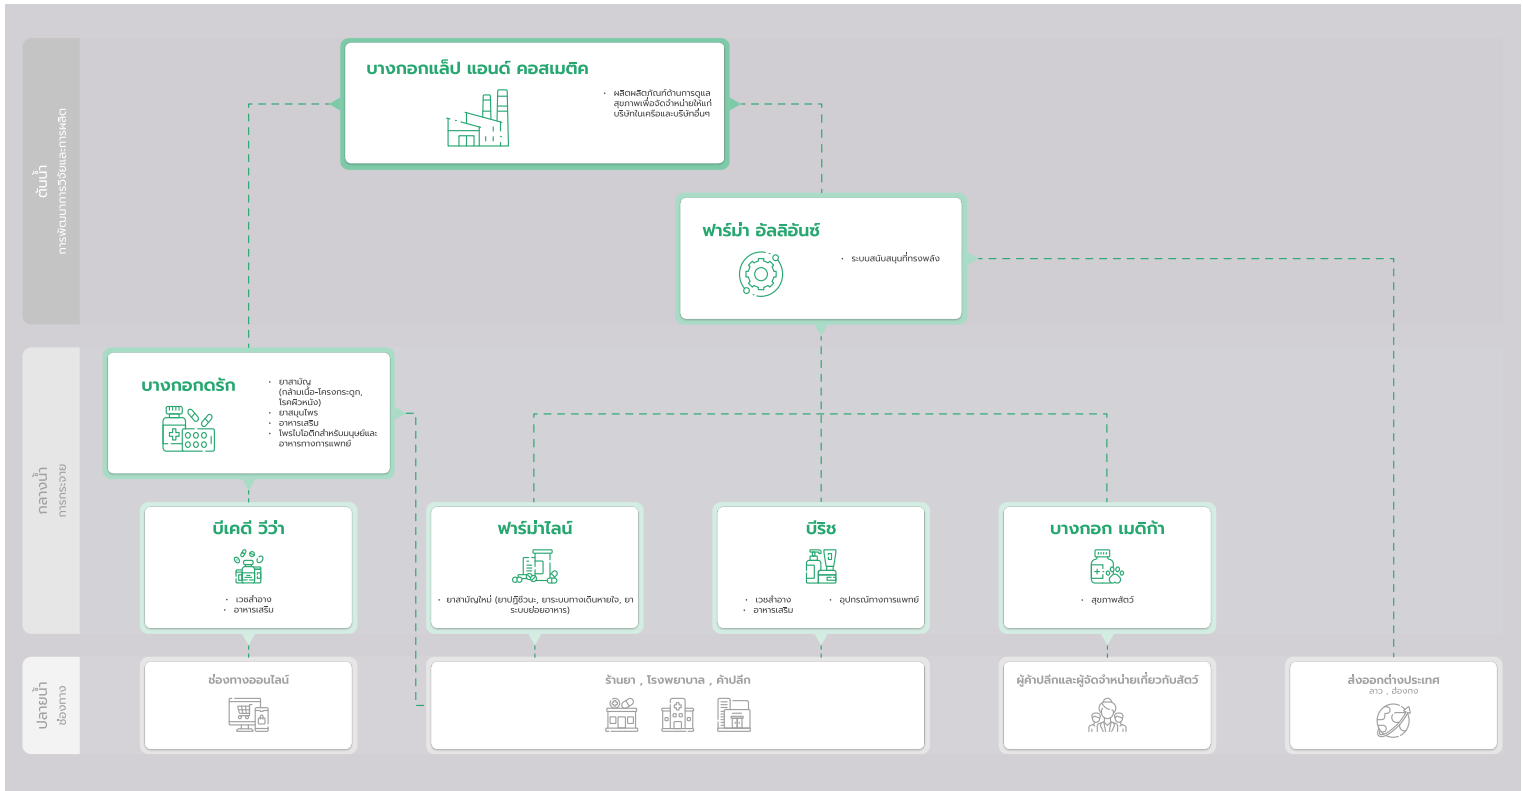 ต้นน้ำ
การพัฒนาการวิจัยและการผลิต
บางกอกแล็ป แอนด์ คอสเมติค
• ผลิตผลิตภัณฑ์ด้านการดูแล
สุขภาพเพื่อจัดจำหน่ายให้แก่
บริษัทในเครือและบริษัทอื่นๆ
ฟาร์ม่า อัลลิอันซ์
• ระบบสนับสนุนที่ทรงพลัง
กลางน้ำ
การกระจาย
บางกอกดรัก
• ยาสามัญ
(กล้ามเนื้อ-โครงกระดูก,
โรคผิวหนัง)
• ยาสมุนไพร
• อาหารเสริม
• โพรไบโอติกสำหรับมนุษย์และ
อาหารทางการแพทย์
บีเคดี วีว่า
• เวชสำอาง
• อาหารเสริม
ฟาร์ม่าไลน์
• ยาสามัญใหม่ (ยาปฏิชีวนะ, ยาระบบทางเดินหายใจ, ยา
ระบบย่อยอาหาร)
บีริช
• เวชสำอาง
• อาหารเสริม
• อุปกรณ์ทางการแพทย์
บางกอก เมดิก้า
• สุขภาพสัตว์
ปลายน้ำ
ช่องทาง
ช่องทางออนไลน์
ร้านยา , โรงพยาบาล , ค้าปลีก
ผู้ค้าปลีกและผู้จัดจำหน่ายเกี่ยวกับสัตว์
ส่งออกต่างประเทศ
ลาว , ฮ่องกง